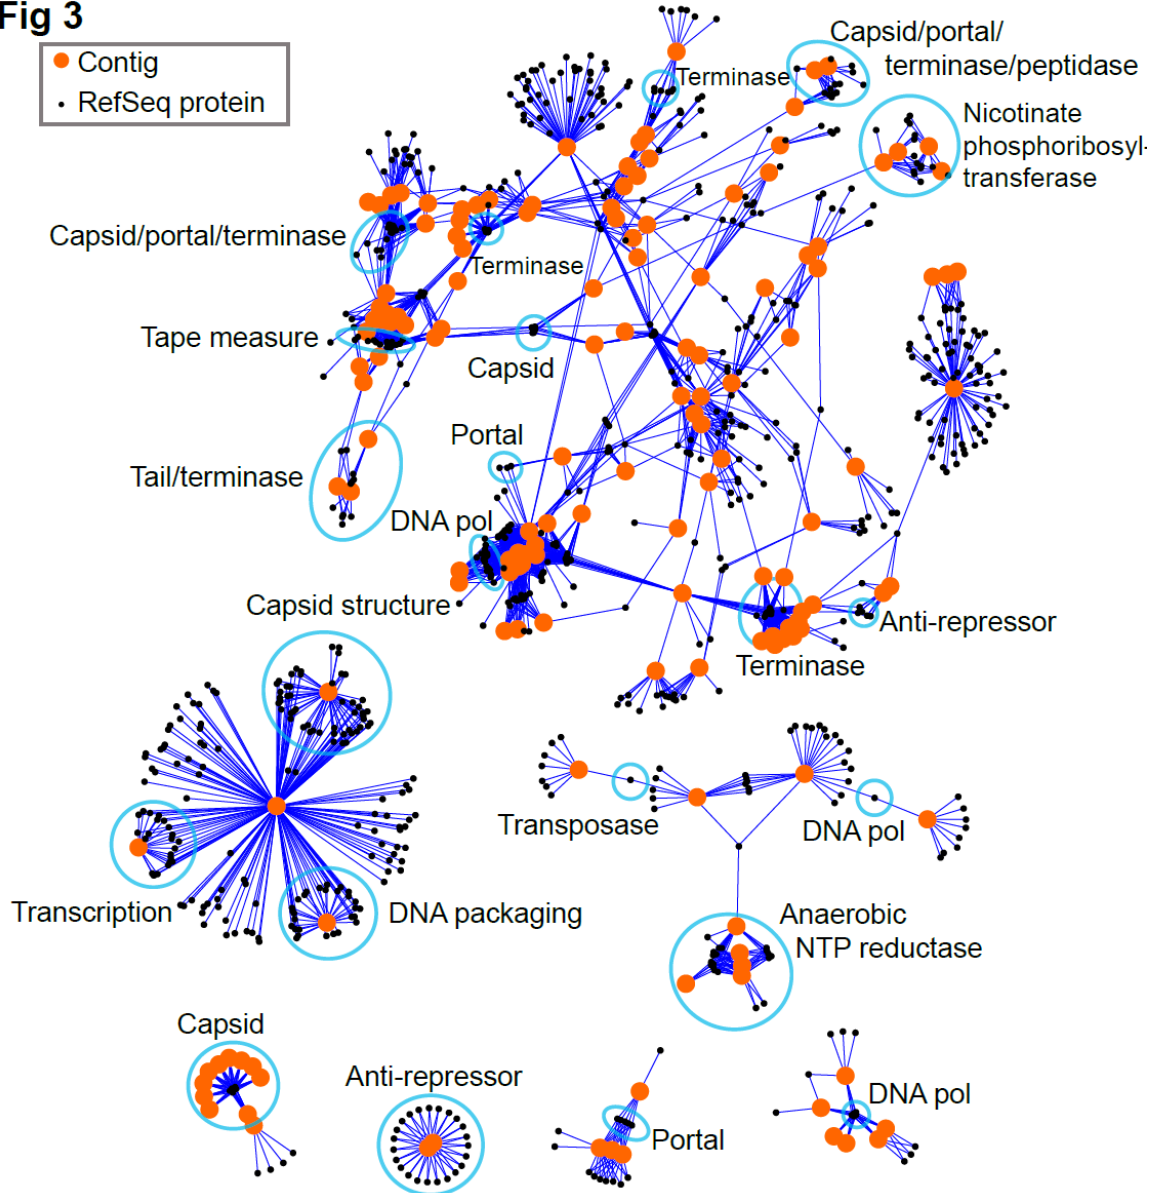 Fig 3
Contig
RefSeq protein
Terminase
Capsid/portal/
terminase/peptidase
Nicotinate
phosphoribosyl-
transferase
Capsid/portal/terminase
Terminase
Tape measure
Capsid
Portal
Tail/terminase
DNA pol
Capsid structure
Anti-repressor
Terminase
Transposase
DNA pol
Transcription
DNA packaging
Anaerobic
NTP reductase
Capsid
Anti-repressor
Portal
DNA pol